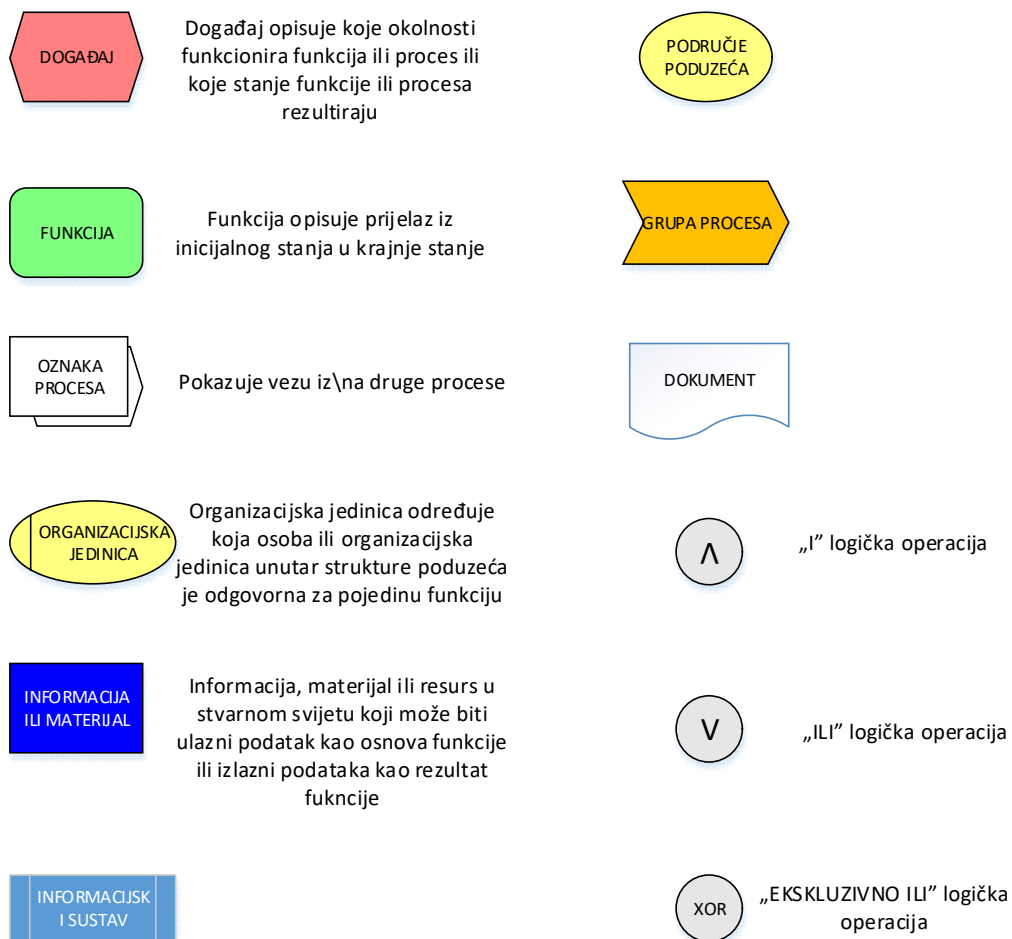 DOGAĐAJ
Događaj opisuje koje okolnosti
funkcionira funkcija ili proces ili
koje stanje funkcije ili procesa
rezultiraju
PODRUČJE
PODUZEĆA
FUNKCIJA
Funkcija opisuje prijelaz iz
inicijalnog stanja u krajnje stanje
GRUPA PROCESA
OZNAKA
PROCESA
Pokazuje vezu iz\na druge procese
DOKUMENT
ORGANIZACIJSKA
JEDINICA
Organizacijska jedinica određuje
koja osoba ili organizacijska
jedinica unutar strukture poduzeća
je odgovorna za pojedinu funkciju
Λ
„I” logička operacija
INFORMACIJA
ILI MATERIJAL
Informacija, materijal ili resurs u
stvarnom svijetu koji može biti
ulazni podatak kao osnova funkcije
ili izlazni podataka kao rezultat
fukncije
V
„ILI” logička operacija
INFORMACIJSK
I SUSTAV
XOR
„EKSKLUZIVNO ILI” logička
operacija